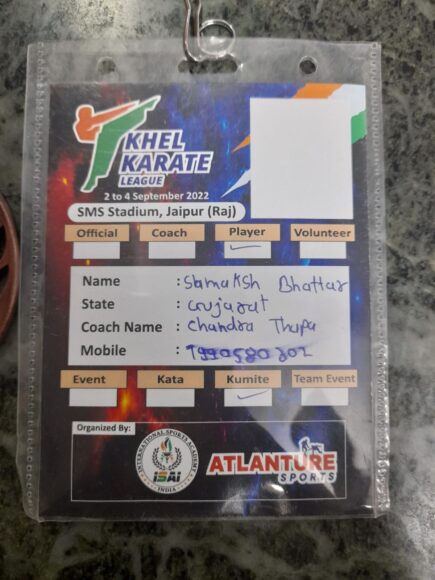 KHEL
KARATE
LEAGUE
2 to 4 September 2022
SMS Stadium, Jaipur (Raj)
Official Coach Player Volunteer
Name : Samaksh Bhattar
State : Gujarat
Coach Name : Chandra Thapa
Mobile :
Event Kata Kumite Team Event
Organized By:
INTERNATIONAL SPORTS ACADEMY
ISAI
INDIA
ATLANTURE
SPORTS